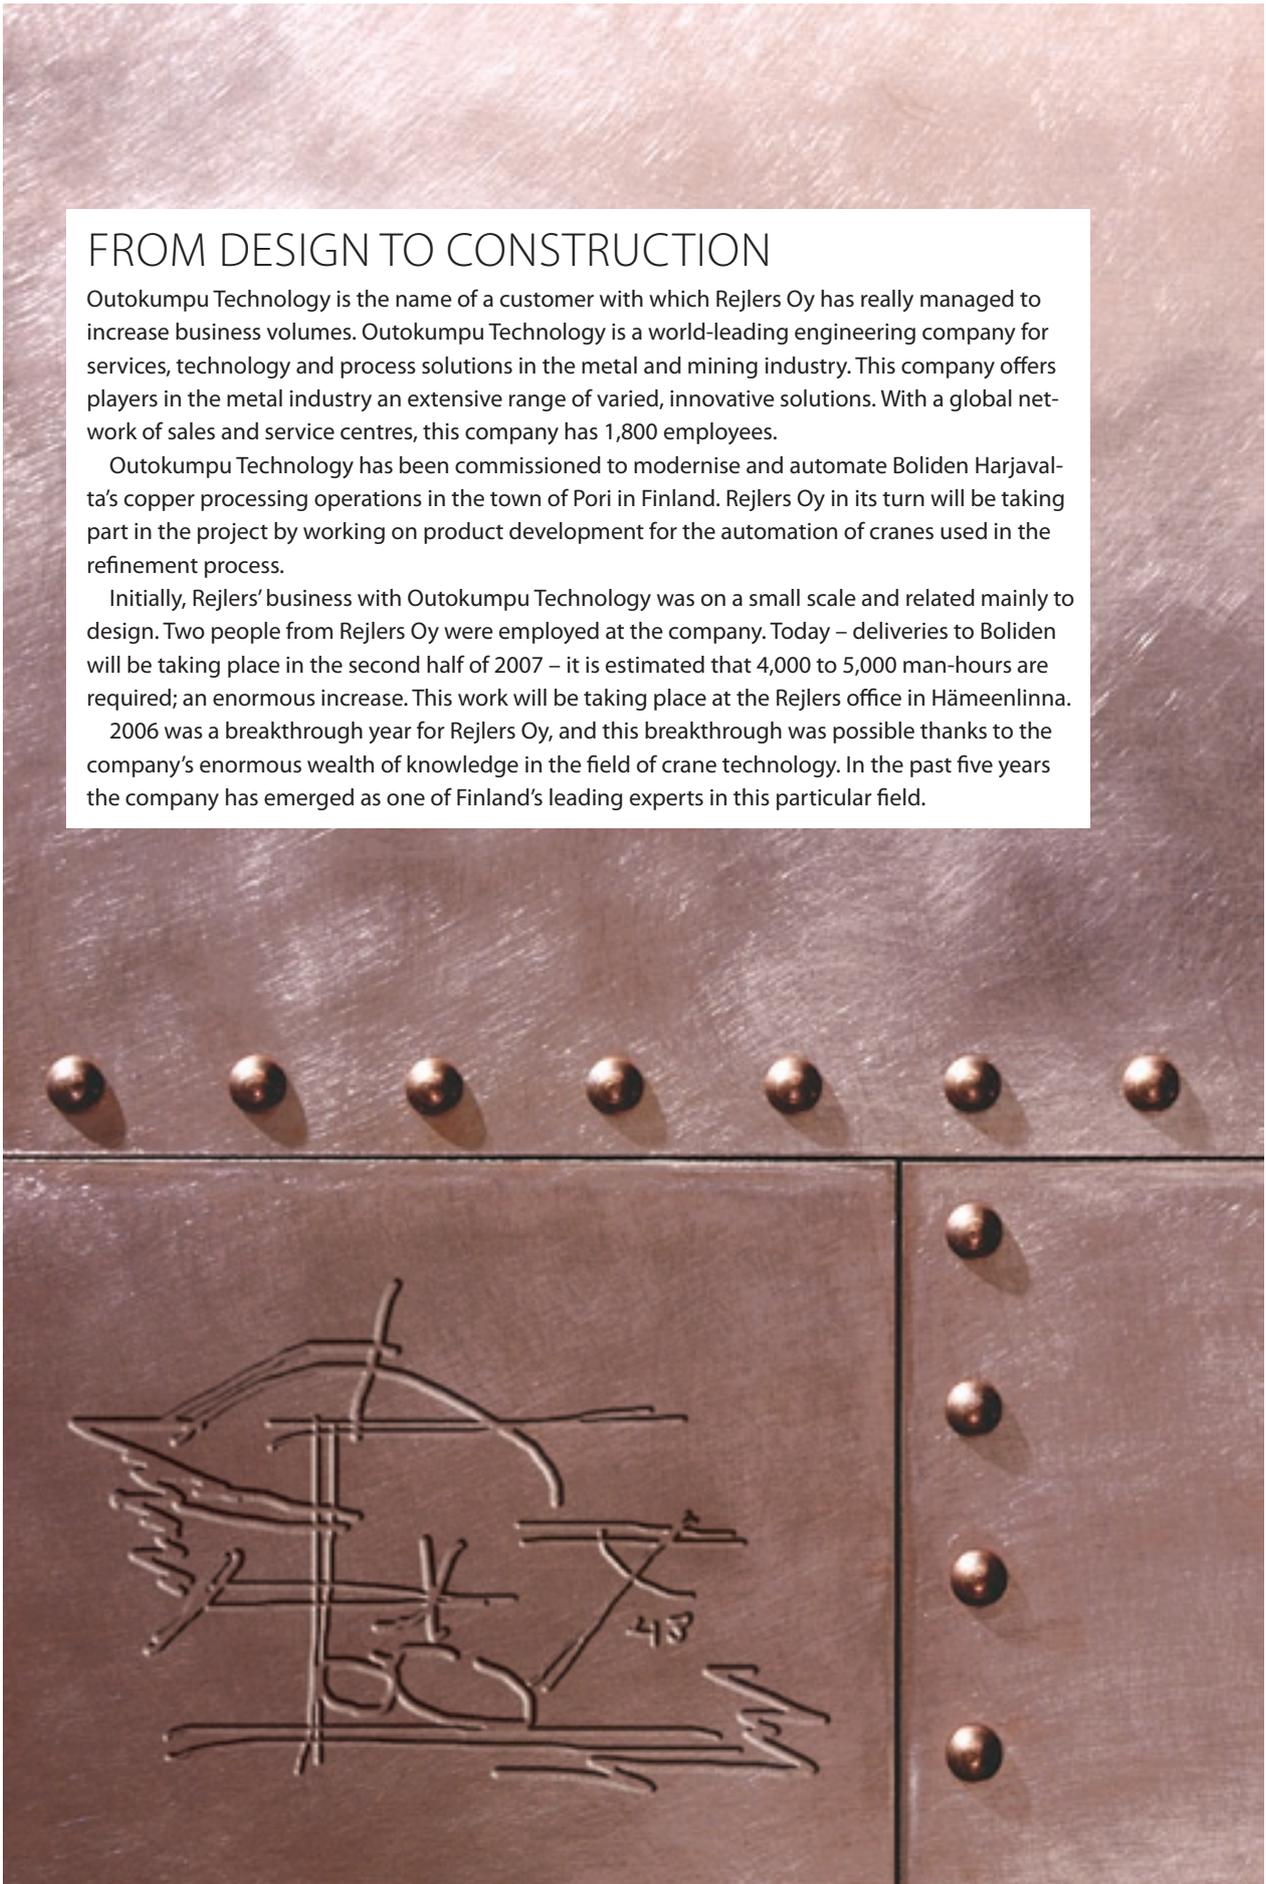 FROM DESIGN TO CONSTRUCTION
Outokumpu Technology is the name of a customer with which Rejlers Oy has really managed to
increase business volumes. Outokumpu Technology is a world-leading engineering company for
services, technology and process solutions in the metal and mining industry. This company offers
players in the metal industry an extensive range of varied, innovative solutions. With a global net-
work of sales and service centres, this company has 1,800 employees.
Outokumpu Technology has been commissioned to modernise and automate Boliden Harjaval-
ta's copper processing operations in the town of Pori in Finland. Rejlers Oy in its turn will be taking
part in the project by working on product development for the automation of cranes used in the
refinement process.
Initially, Rejlers' business with Outokumpu Technology was on a small scale and related mainly to
design. Two people from Rejlers Oy were employed at the company. Today – deliveries to Boliden
will be taking place in the second half of 2007 – it is estimated that 4,000 to 5,000 man-hours are
required; an enormous increase. This work will be taking place at the Rejlers office in Hämeenlinna.
2006 was a breakthrough year for Rejlers Oy, and this breakthrough was possible thanks to the
company's enormous wealth of knowledge in the field of crane technology. In the past five years
the company has emerged as one of Finland's leading experts in this particular field.
48